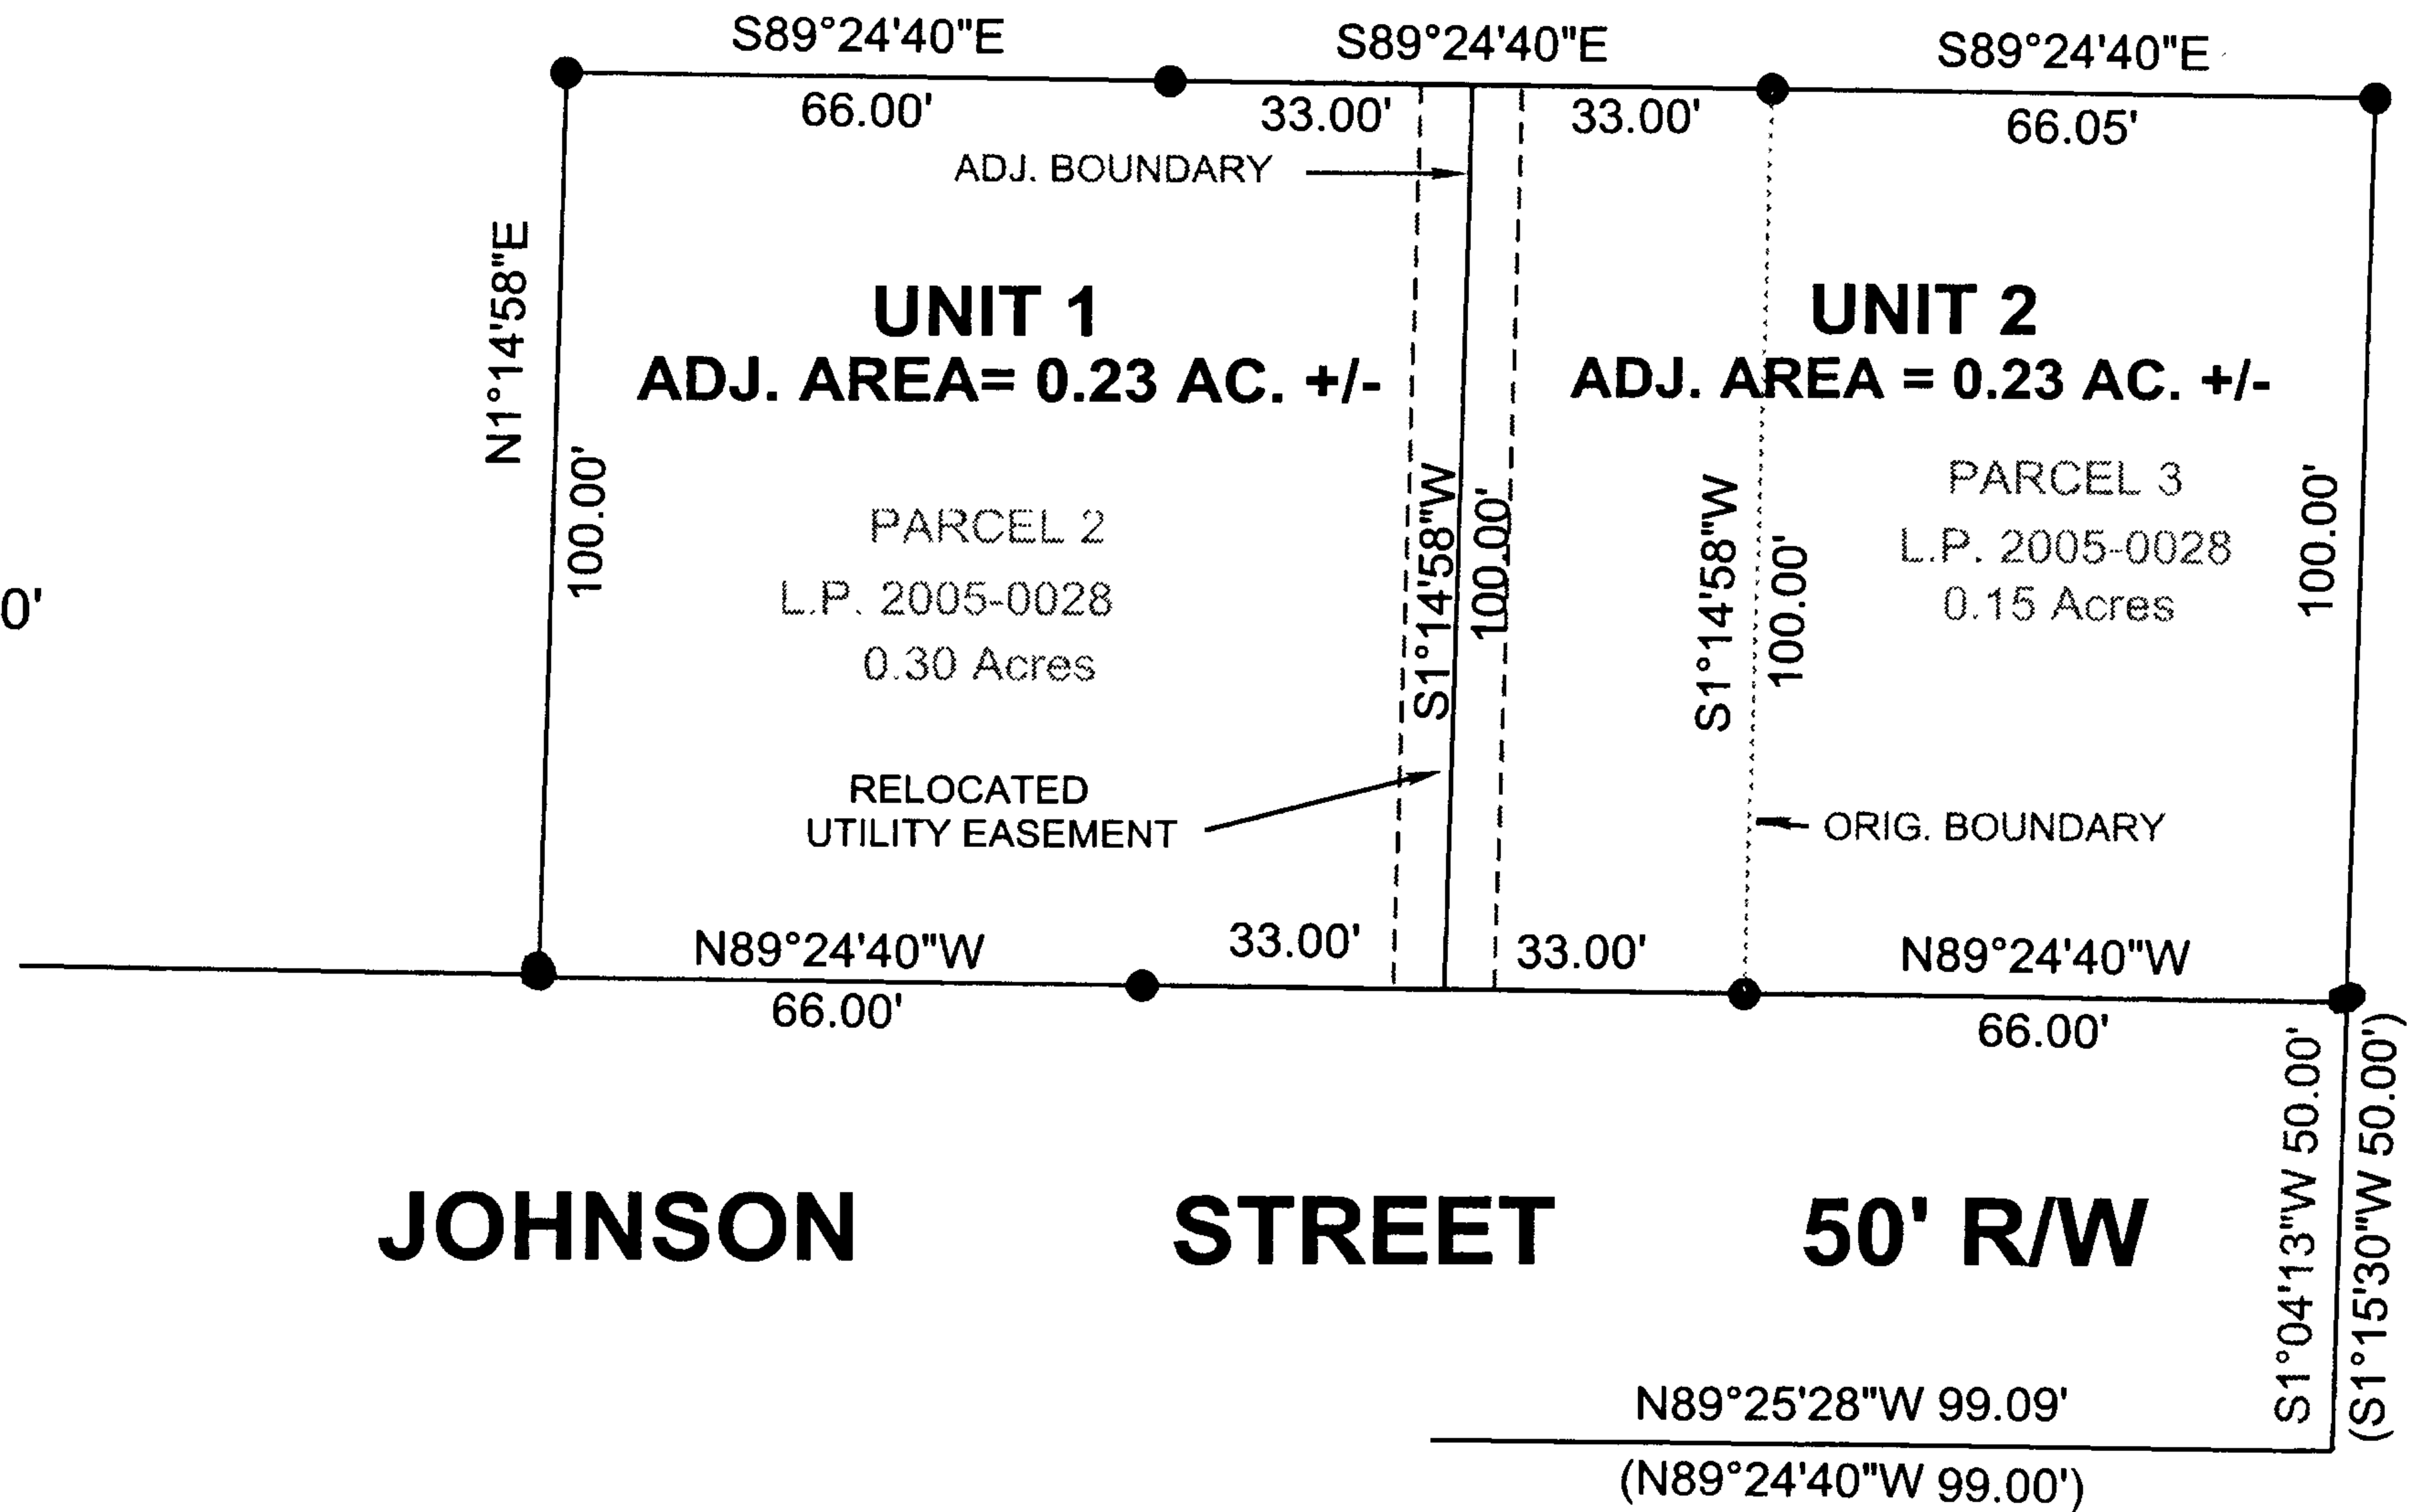 S89°24'40"E
S89°24'40"E
S89°24'40"E
66.00'
33.00'
33.00'
66.05'
ADJ. BOUNDARY
N1°14'58"E
100.00'
UNIT 1
ADJ. AREA= 0.23 AC. +/-
PARCEL 2
L.P. 2005-0028
0.30 Acres
S1°14'58"W
100.00'
UNIT 2
ADJ. AREA = 0.23 AC. +/-
PARCEL 3
L.P. 2005-0028
0.15 Acres
S1°14'58"W
100.00'
100.00'
0'
RELOCATED
UTILITY EASEMENT
ORIG. BOUNDARY
N89°24'40"W
66.00'
33.00'
33.00'
N89°24'40"W
66.00'
JOHNSON STREET 50' R/W
S1°04'13"W 50.00'
(S1°15'30"W 50.00')
N89°25'28"W 99.09'
(N89°24'40"W 99.00')